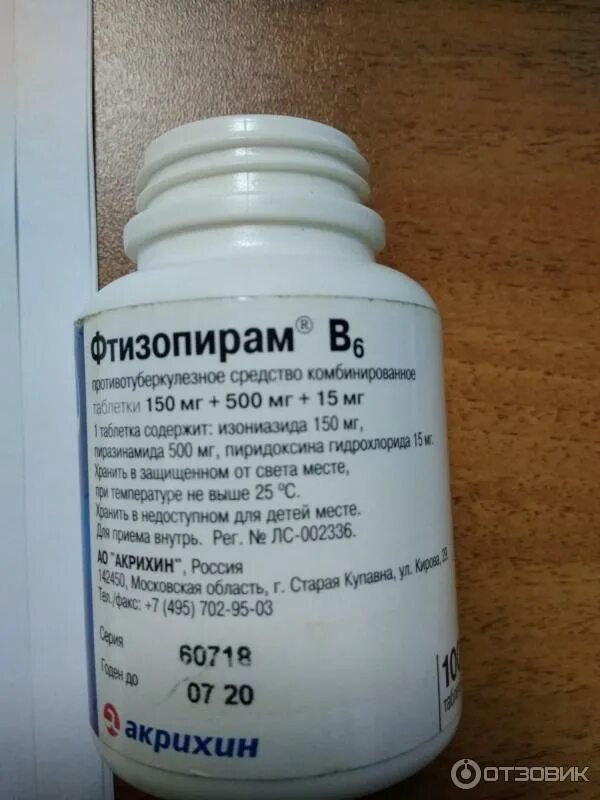 Фтизопирам® B6
противотуберкулезное средство комбинированное
таблетки 150 мг + 500 мг + 15 мг
1 таблетка содержит: изониазида 150 мг,
пиразинамида 500 мг, пиридоксина гидрохлорида 15 мг.
Хранить в защищенном от света месте,
при температуре не выше 25 °C.
Хранить в недоступном для детей месте.
Для приема внутрь. Рег. № ЛС-002336.
АО "АКРИХИН", Россия
142450, Московская область, г. Старая Купавна, ул. Кирова,
Тел./факс: +7 (495) 702-95-03
Серия 60718
Годен до 07 20
акрихин
ОТЗОВИК